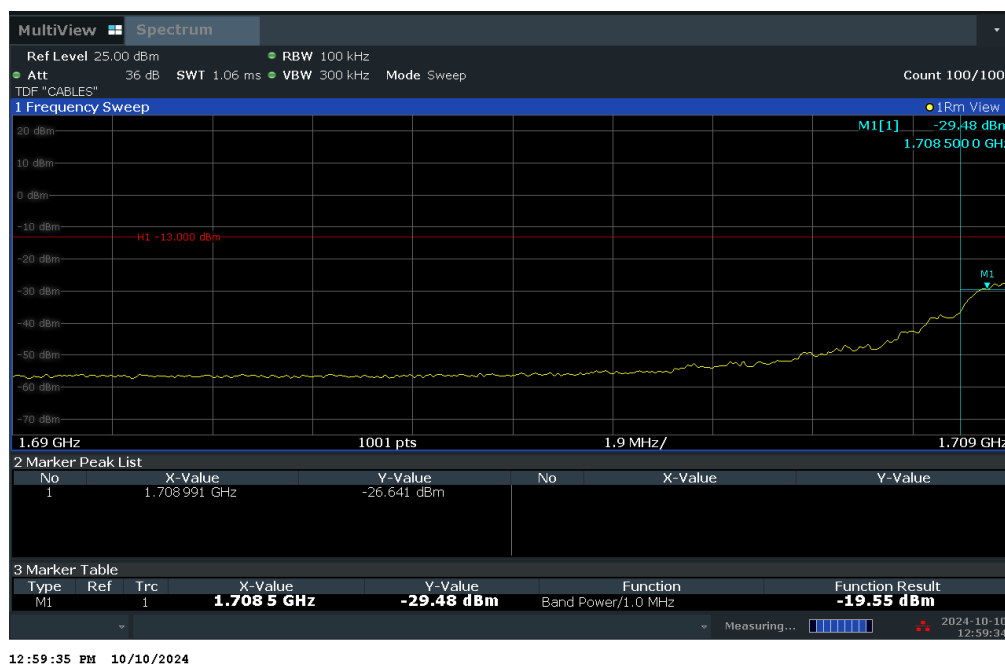 MultiView Spectrum
Ref Level 25.00 dBm RBW 100 kHz
Att 36 dB SWT 1.06 ms VBW 300 kHz Mode Sweep Count 100/100
TDF "CABLES"
1 Frequency Sweep 1Rm View
M1[1] -29.48 dBm
1.708 500 0 GHz
20 dBm
10 dBm
0 dBm
-10 dBm
H1 -13.000 dBm
-20 dBm
M1
-30 dBm
-40 dBm
-50 dBm
-60 dBm
-70 dBm
1.69 GHz 1001 pts 1.9 MHz/ 1.709 GHz
2 Marker Peak List
No X-Value Y-Value No X-Value Y-Value
1 1.708 991 GHz -26.641 dBm
3 Marker Table
Type Ref Trc X-Value Y-Value Function Function Result
M1 1 1.708 5 GHz -29.48 dBm Band Power/1.0 MHz -19.55 dBm
Measuring... 2024-10-10
12:59:34
12:59:35 PM 10/10/2024